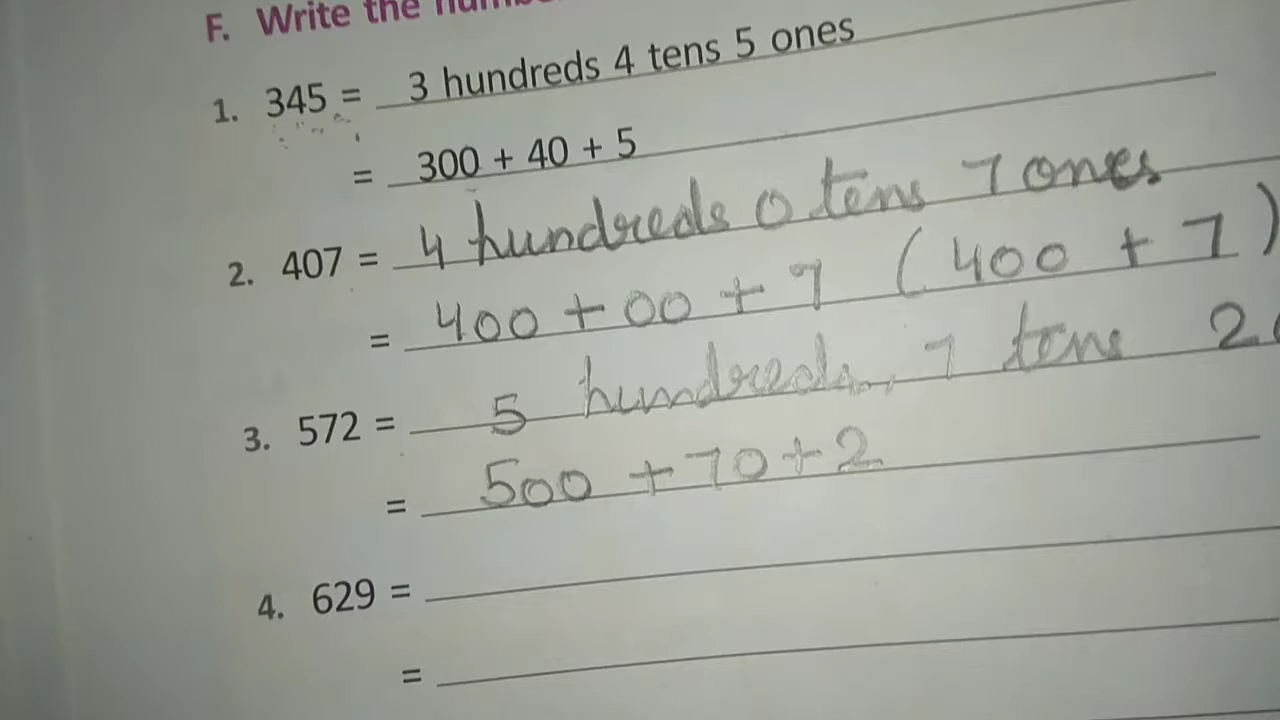 F. Write the
1. 345 = 3 hundreds 4 tens 5 ones
= 300 + 40 + 5
2. 407 = 4 hundreds 0 tens 7 ones
= 400 + 00 + 7 (400 + 7)
3. 572 = 5 hundreds 7 tens 2
= 500 + 70 + 2
4. 629 =
=